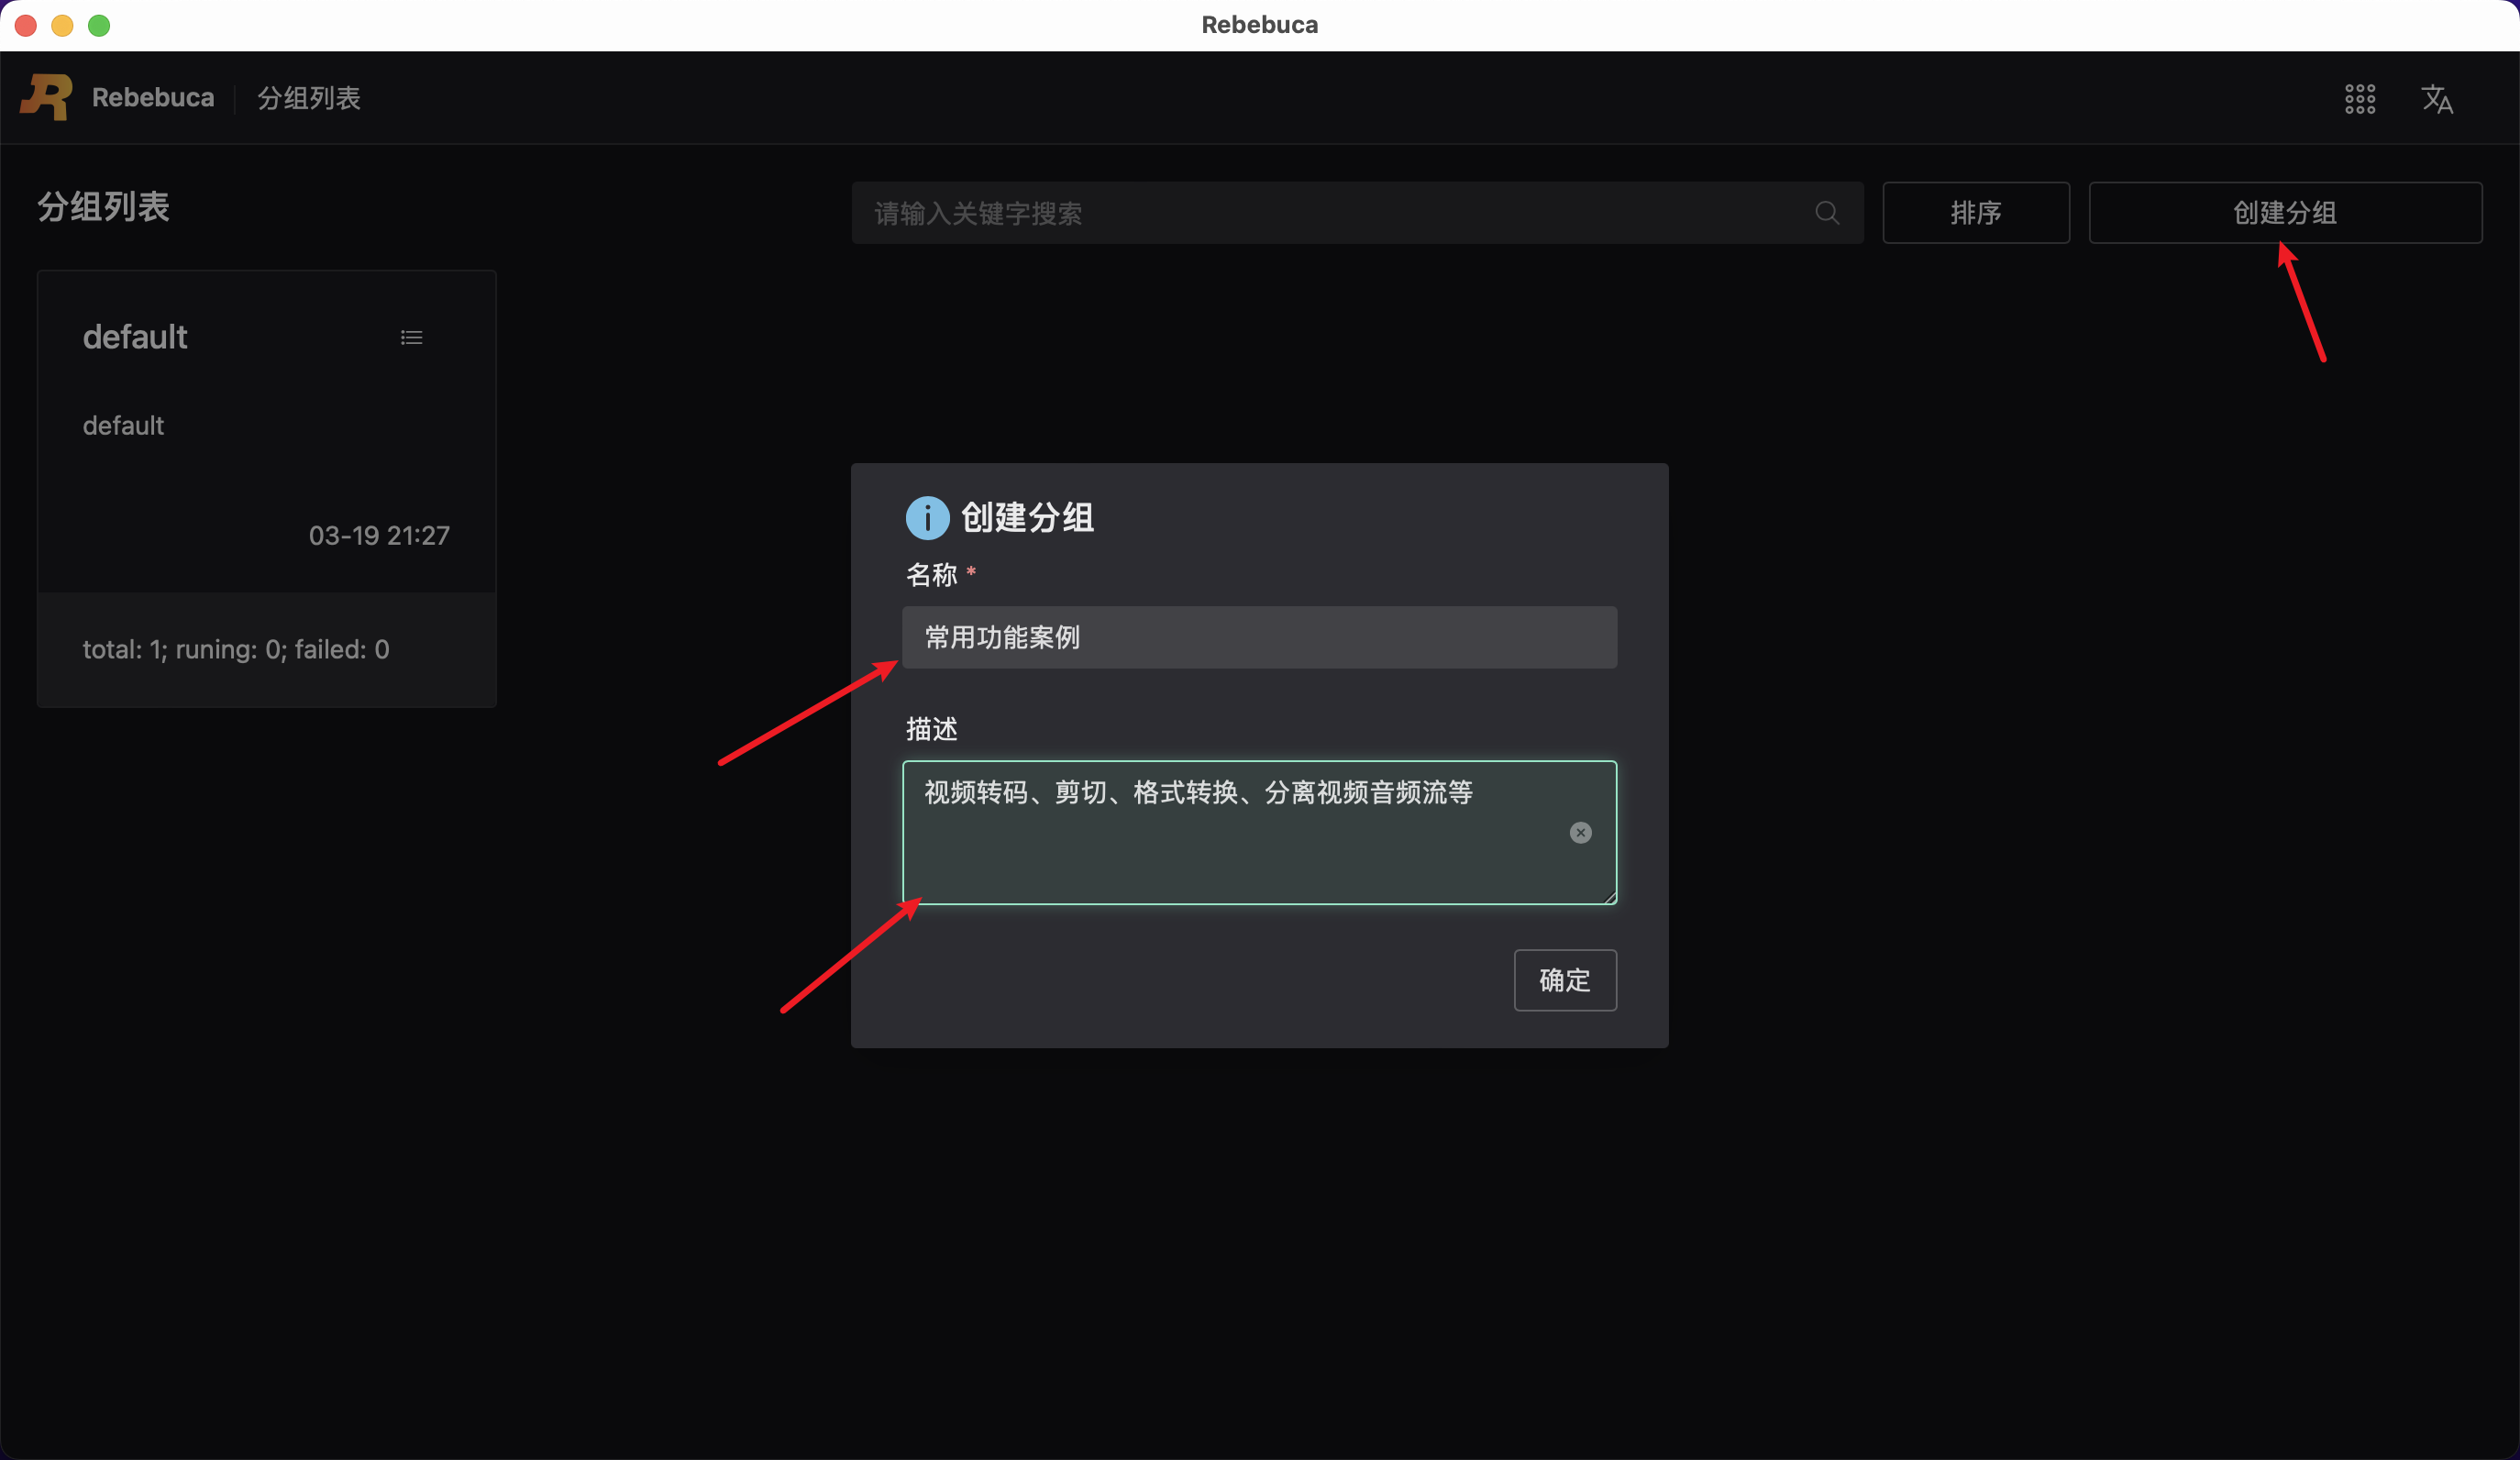 Rebebuca
Rebebuca
分组列表
分组列表
请输入关键字搜索
排序
创建分组
default
default
03-19 21:27
total: 1; runing: 0; failed: 0
创建分组
名称 *
常用功能案例
描述
视频转码、剪切、格式转换、分离视频音频流等
确定